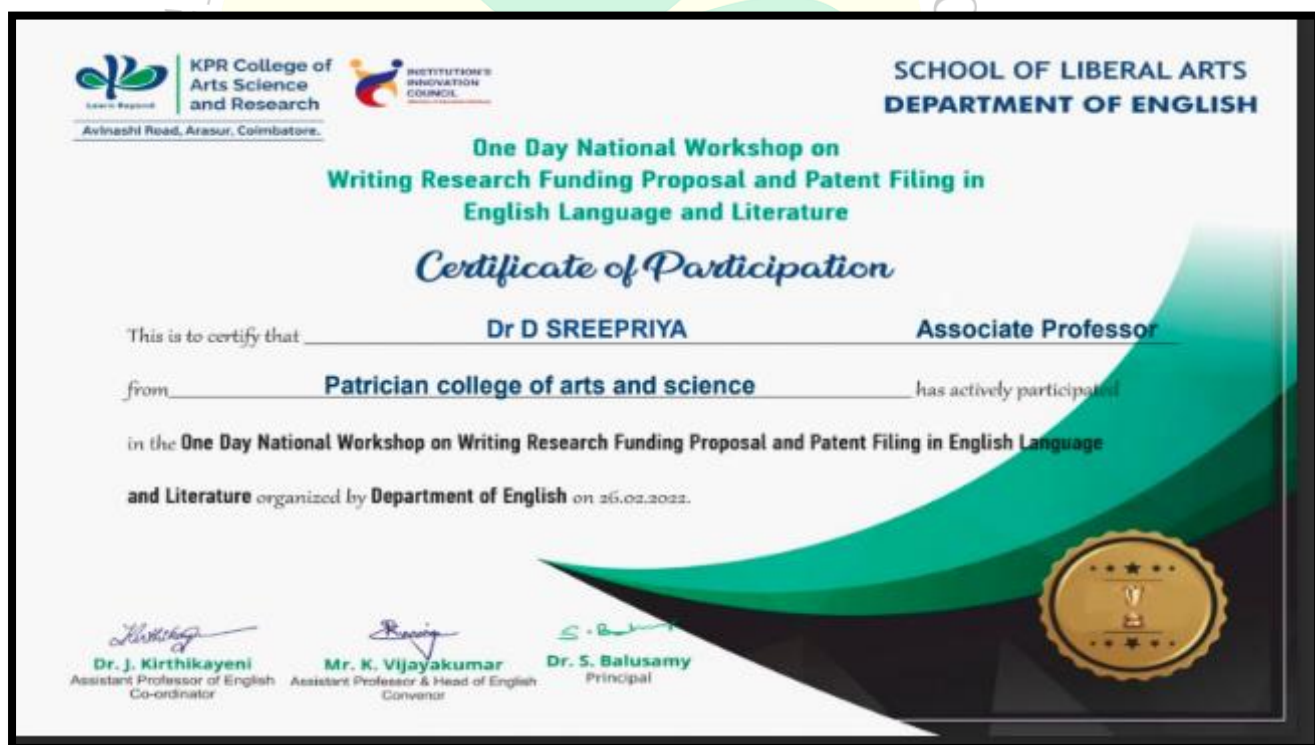 KPR College of
Arts Science
and Research
Learn Beyond
Avinashi Road, Arasur, Coimbatore.
INSTITUTION'S
INNOVATION
COUNCIL
SCHOOL OF LIBERAL ARTS
DEPARTMENT OF ENGLISH
One Day National Workshop on
Writing Research Funding Proposal and Patent Filing in
English Language and Literature
Certificate of Participation
This is to certify that Dr D SREEPRIYA Associate Professor
from Patrician college of arts and science has actively participated
in the One Day National Workshop on Writing Research Funding Proposal and Patent Filing in English Language
and Literature organized by Department of English on 26.02.2022.
Dr. J. Kirthikayeni
Assistant Professor of English
Co-ordinator
Mr. K. Vijayakumar
Assistant Professor & Head of English
Convenor
Dr. S. Balusamy
Principal